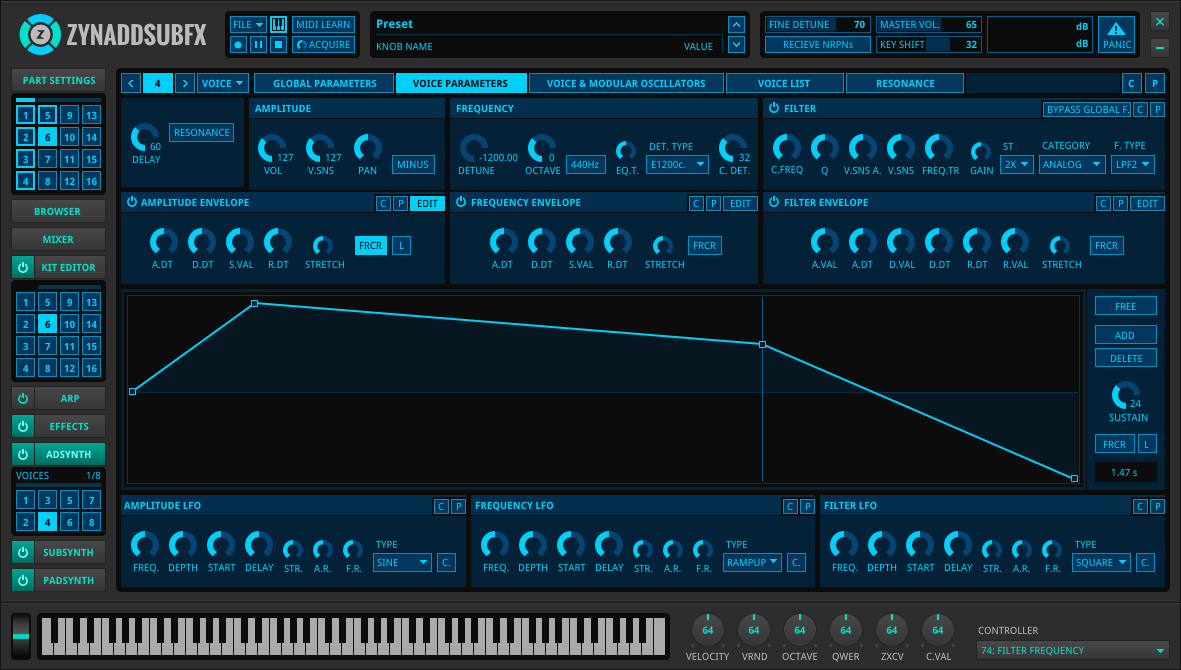 Z ZYNADDSUBFX
FILE MIDI LEARN
ACQUIRE
Preset
KNOB NAME VALUE
FINE DETUNE 70 MASTER VOL. 65 dB
RECIEVE NRPNs KEY SHIFT 32 dB
PANIC
PART SETTINGS
1 5 9 13
2 6 10 14
3 7 11 15
4 8 12 16
BROWSER
MIXER
KIT EDITOR
1 5 9 13
2 6 10 14
3 7 11 15
4 8 12 16
ARP
EFFECTS
ADSYNTH
VOICES 1/8
1 3 5 7
2 4 6 8
SUBSYNTH
PADSYNTH
< 4 > VOICE GLOBAL PARAMETERS VOICE PARAMETERS VOICE & MODULAR OSCILLATORS VOICE LIST RESONANCE C P
60
DELAY
RESONANCE
AMPLITUDE
127 127
VOL V.SNS PAN MINUS
FREQUENCY
-1200.00 0
DETUNE OCTAVE 440Hz EQ.T.
DET. TYPE
E1200c.
32
C. DET.
FILTER BYPASS GLOBAL F. C P
C.FREQ Q V.SNS A. V.SNS FREQ.TR GAIN
ST CATEGORY F. TYPE
2X ANALOG LPF2
AMPLITUDE ENVELOPE C P EDIT
A.DT D.DT S.VAL R.DT STRETCH FRCR L
FREQUENCY ENVELOPE C P EDIT
A.DT D.DT S.VAL R.DT STRETCH FRCR
FILTER ENVELOPE C P EDIT
A.VAL A.DT D.VAL D.DT R.DT R.VAL STRETCH FRCR
FREE
ADD
DELETE
24
SUSTAIN
FRCR L
1.47 s
AMPLITUDE LFO C P
FREQ. DEPTH START DELAY STR. A.R. F.R.
TYPE
SINE C.
FREQUENCY LFO C P
FREQ. DEPTH START DELAY STR. A.R. F.R.
TYPE
RAMPUP C.
FILTER LFO C P
FREQ. DEPTH START DELAY STR. A.R. F.R.
TYPE
SQUARE C.
64 64 64 64 64 64
VELOCITY VRND OCTAVE QWER ZXCV C.VAL
CONTROLLER
74: FILTER FREQUENCY